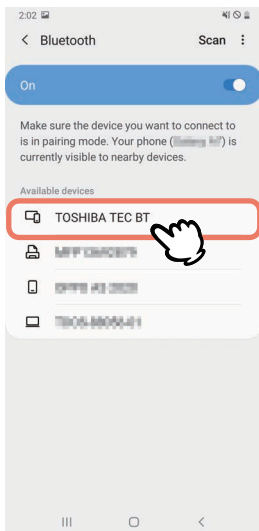 2:02
Bluetooth
Scan
On
Make sure the device you want to connect to
is in pairing mode. Your phone ( ) is
currently visible to nearby devices.
Available devices
TOSHIBA TEC BT